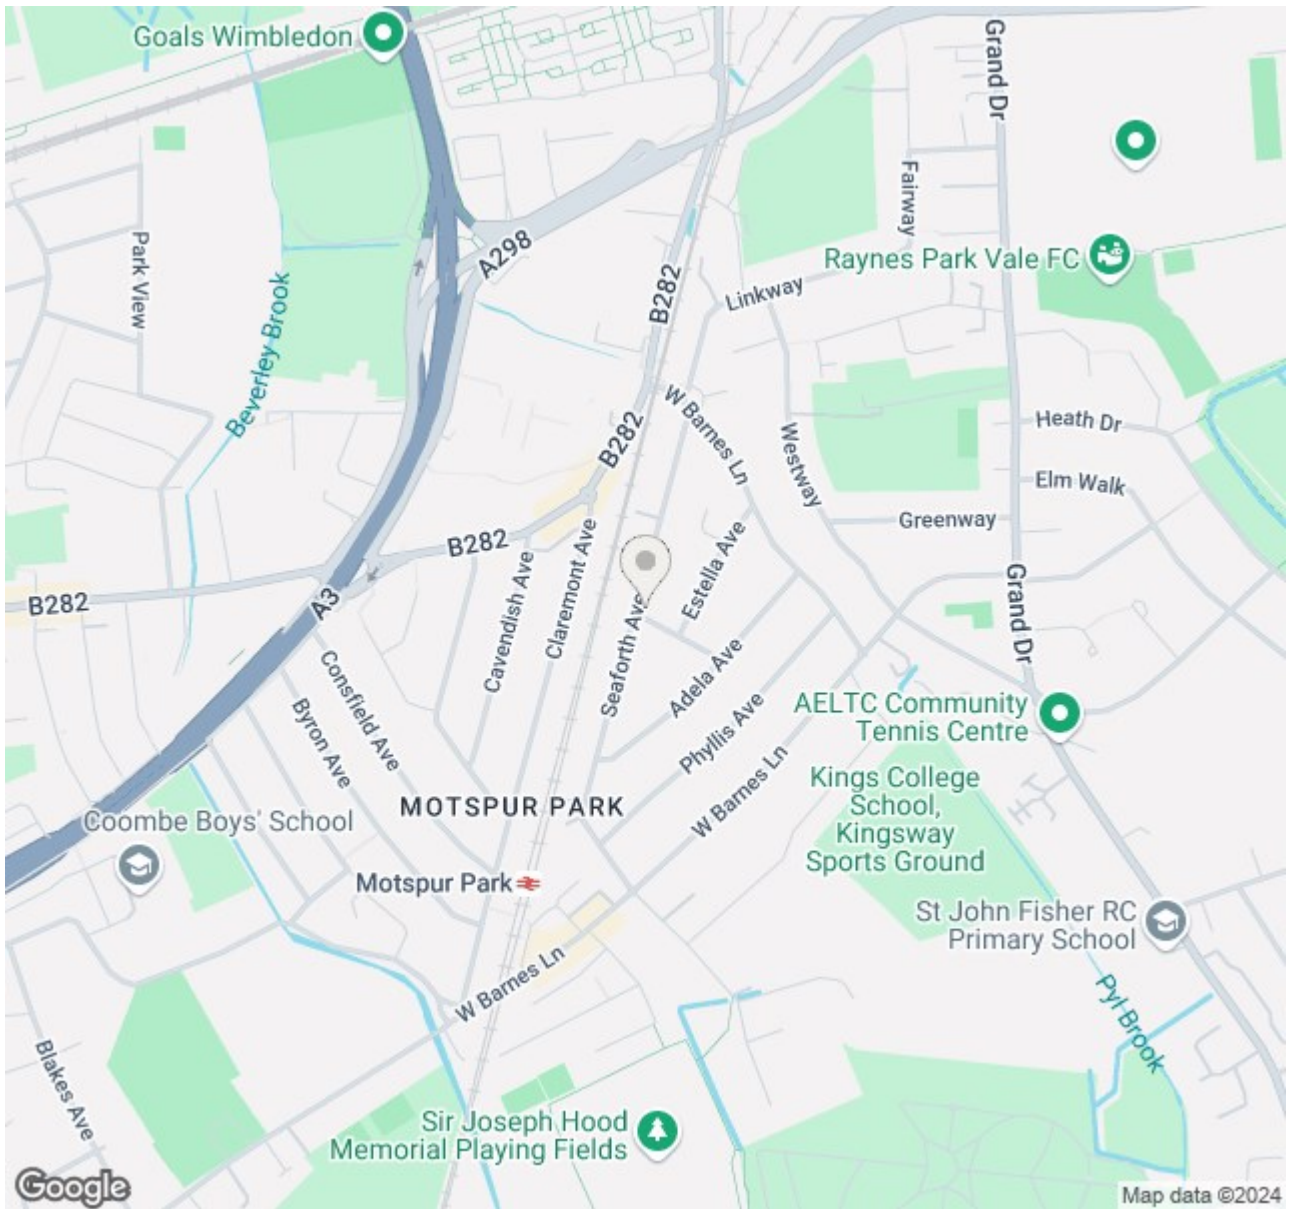 Goals Wimbledon
Grand Dr
Fairway
Park View
A298
Raynes Park Vale FC
Beverley Brook
B282
Linkway
W Barnes Ln
B282
Westway
Heath Dr
Elm Walk
Greenway
B282
Claremont Ave
Cavendish Ave
Estella Ave
Grand Dr
B282
A3
Seaforth Ave
Consfield Ave
Adela Ave
Byron Ave
Phyllis Ave
AELTC Community
Tennis Centre
W Barnes Ln
Kings College
School,
Kingsway
Sports Ground
MOTSPUR PARK
Coombe Boys' School
Motspur Park
St John Fisher RC
Primary School
W Barnes Ln
Pyl Brook
Blakes Ave
Sir Joseph Hood
Memorial Playing Fields
Google
Map data ©2024